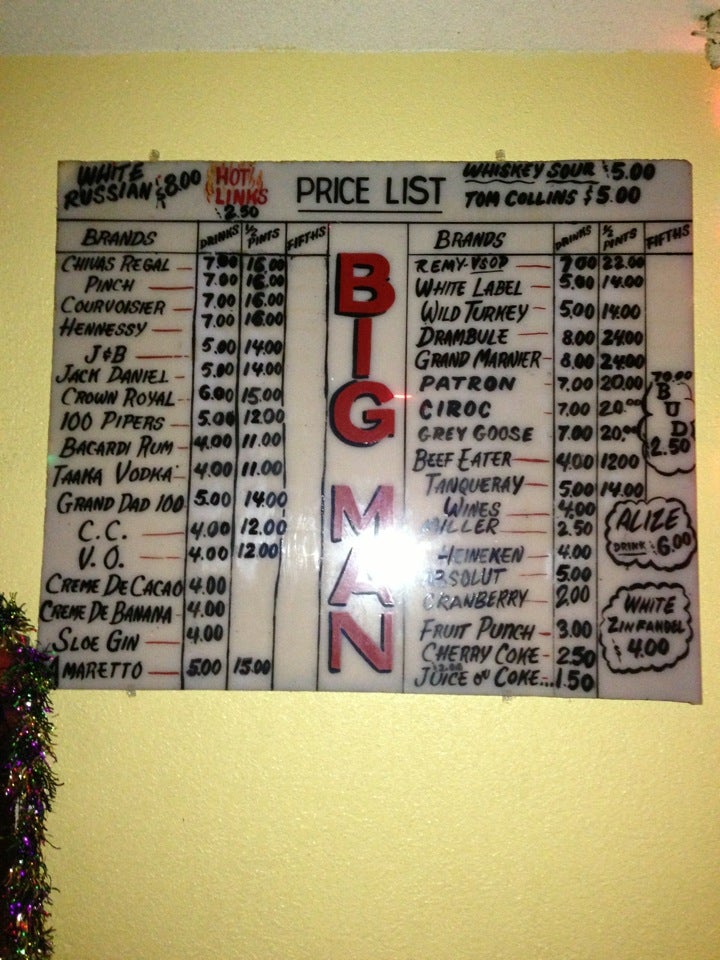 WHITE RUSSIAN $8.00
HOT LINKS 2.50
PRICE LIST
WHISKEY SOUR $5.00
TOM COLLINS $5.00
BRANDS DRINKS 1/2 PINTS FIFTHS
CHIVAS REGAL 7.00 16.00
PINCH 7.00 16.00
COURVOISIER 7.00 16.00
HENNESSY 7.00 16.00
J&B 5.00 14.00
JACK DANIEL 5.00 14.00
CROWN ROYAL 6.00 15.00
100 PIPERS 5.00 12.00
BACARDI RUM 4.00 11.00
TAAKA VODKA 4.00 11.00
GRAND DAD 100 5.00 14.00
C.C. 4.00 12.00
V.O. 4.00 12.00
CREME DE CACAO 4.00
CREME DE BANANA 4.00
SLOE GIN 4.00
AMARETTO 5.00 15.00
BIG MAN
BRANDS DRINKS 1/2 PINTS FIFTHS
REMY-VSOP 7.00 22.00
WHITE LABEL 5.00 14.00
WILD TURKEY 5.00 14.00
DRAMBULE 8.00 24.00
GRAND MARNIER 8.00 24.00
PATRON 7.00 20.00 70.00
CIROC 7.00 20.00
GREY GOOSE 7.00 20.00
BEEF EATER 4.00 12.00
TANQUERAY 5.00 14.00
WINES 4.00
MILLER 2.50
HEINEKEN 4.00
ABSOLUT 5.00
CRANBERRY 2.00
FRUIT PUNCH 3.00
CHERRY COKE 2.50
JUICE OR COKE...1.50
BUD 2.50
ALIZE
DRINK $6.00
WHITE
ZINFANDEL
$4.00